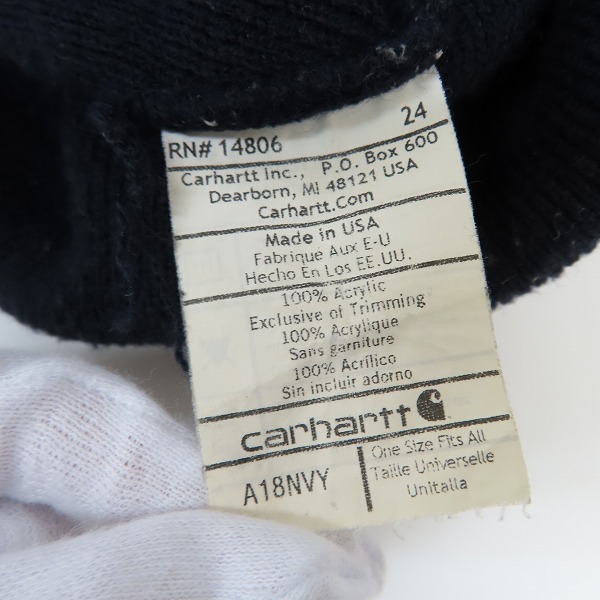 24
RN# 14806
Carhartt Inc., P.O. Box 600
Dearborn, MI 48121 USA
Carhartt.Com
Made in USA
Fabrique Aux E-U
Hecho En Los EE.UU.
100% Acrylic
Exclusive of Trimming
100% Acrylique
Sans garniture
100% Acrílico
Sin incluir adorno
carhartt
A18NVY
One Size Fits All
Taille Universelle
Unitalla